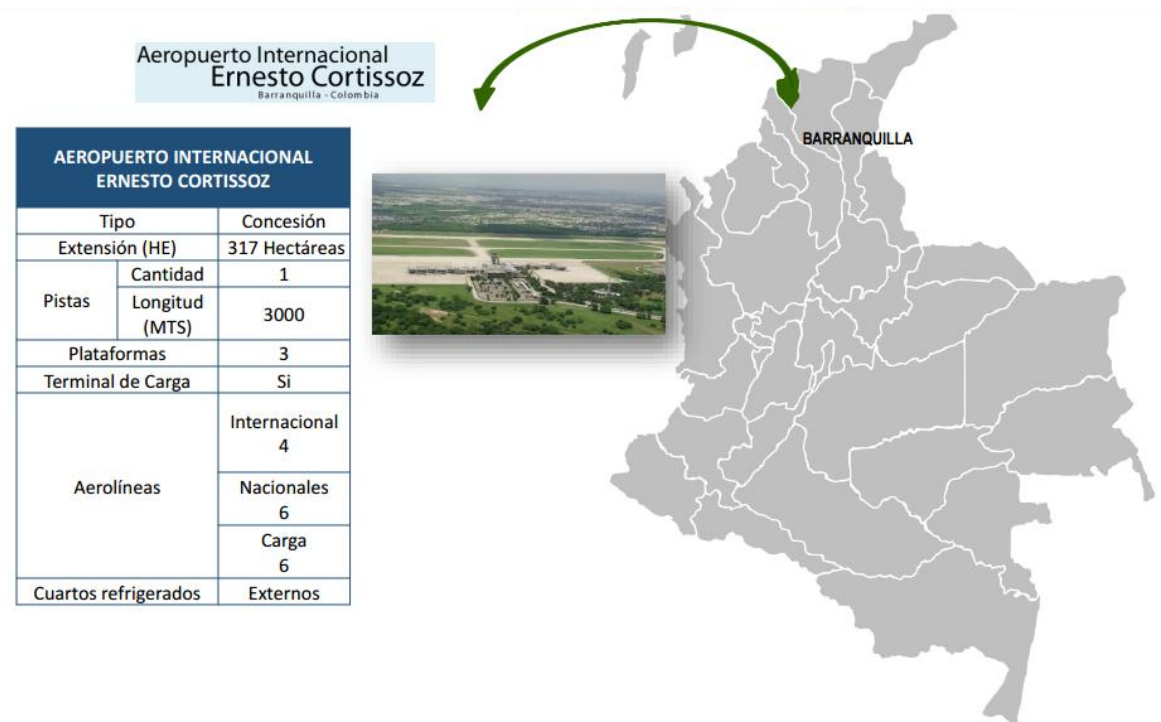 Aeropuerto Internacional
Ernesto Cortissoz
Barranquilla - Colombia
AEROPUERTO INTERNACIONAL
ERNESTO CORTISSOZ
Tipo Concesión
Extensión (HE) 317 Hectáreas
Pistas
Cantidad 1
Longitud
(MTS)
3000
Plataformas 3
Terminal de Carga Si
Aerolíneas
Internacional
4
Nacionales
6
Carga
6
Cuartos refrigerados Externos
BARRANQUILLA